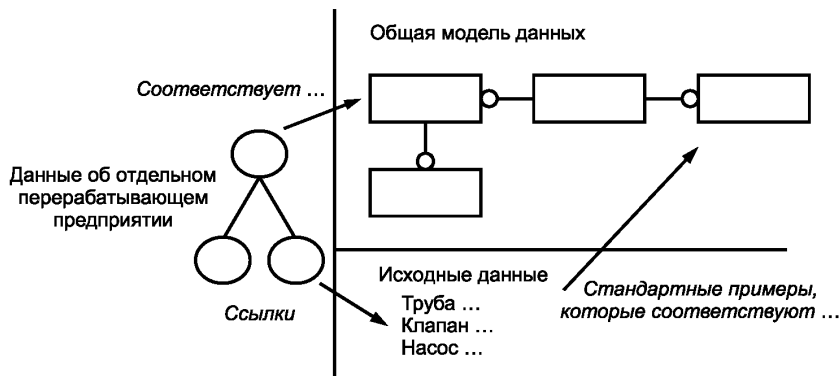 Общая модель данных
Соответствует …
Данные об отдельном
перерабатывающем
предприятии
Ссылки
Исходные данные
Труба …
Клапан …
Насос …
Стандартные примеры,
которые соответствуют …